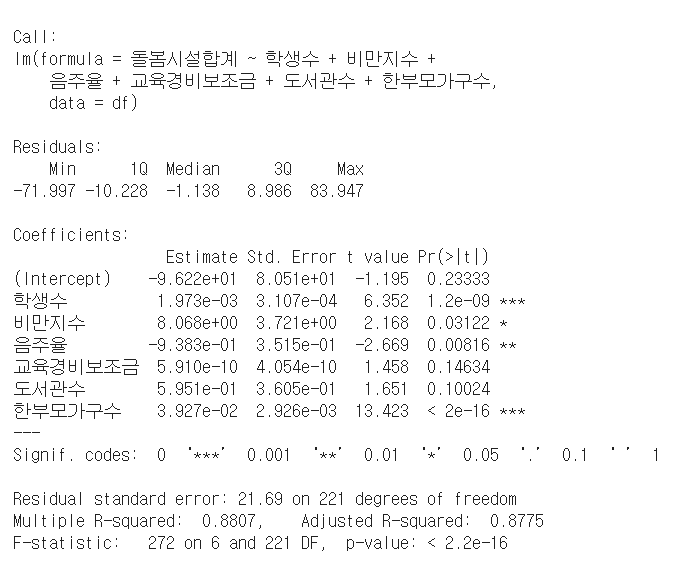 Call:
lm(formula = 돌봄시설합계 ~ 학생수 + 비만지수 +
음주율 + 교육경비보조금 + 도서관수 + 한부모가구수,
data = df)
Residuals:
Min 1Q Median 3Q Max
-71.997 -10.228 -1.138 8.986 83.947
Coefficients:
Estimate Std. Error t value Pr(>|t|)
(Intercept) -9.622e+01 8.051e+01 -1.195 0.23333
학생수 1.973e-03 3.107e-04 6.352 1.2e-09 ***
비만지수 8.068e+00 3.721e+00 2.168 0.03122 *
음주율 -9.383e-01 3.515e-01 -2.669 0.00816 **
교육경비보조금 5.910e-10 4.054e-10 1.458 0.14634
도서관수 5.951e-01 3.605e-01 1.651 0.10024
한부모가구수 3.927e-02 2.926e-03 13.423 < 2e-16 ***
---
Signif. codes: 0 ‘***’ 0.001 ‘**’ 0.01 ‘*’ 0.05 ‘.’ 0.1 ‘ ’ 1
Residual standard error: 21.69 on 221 degrees of freedom
Multiple R-squared: 0.8807, Adjusted R-squared: 0.8775
F-statistic: 272 on 6 and 221 DF, p-value: < 2.2e-16